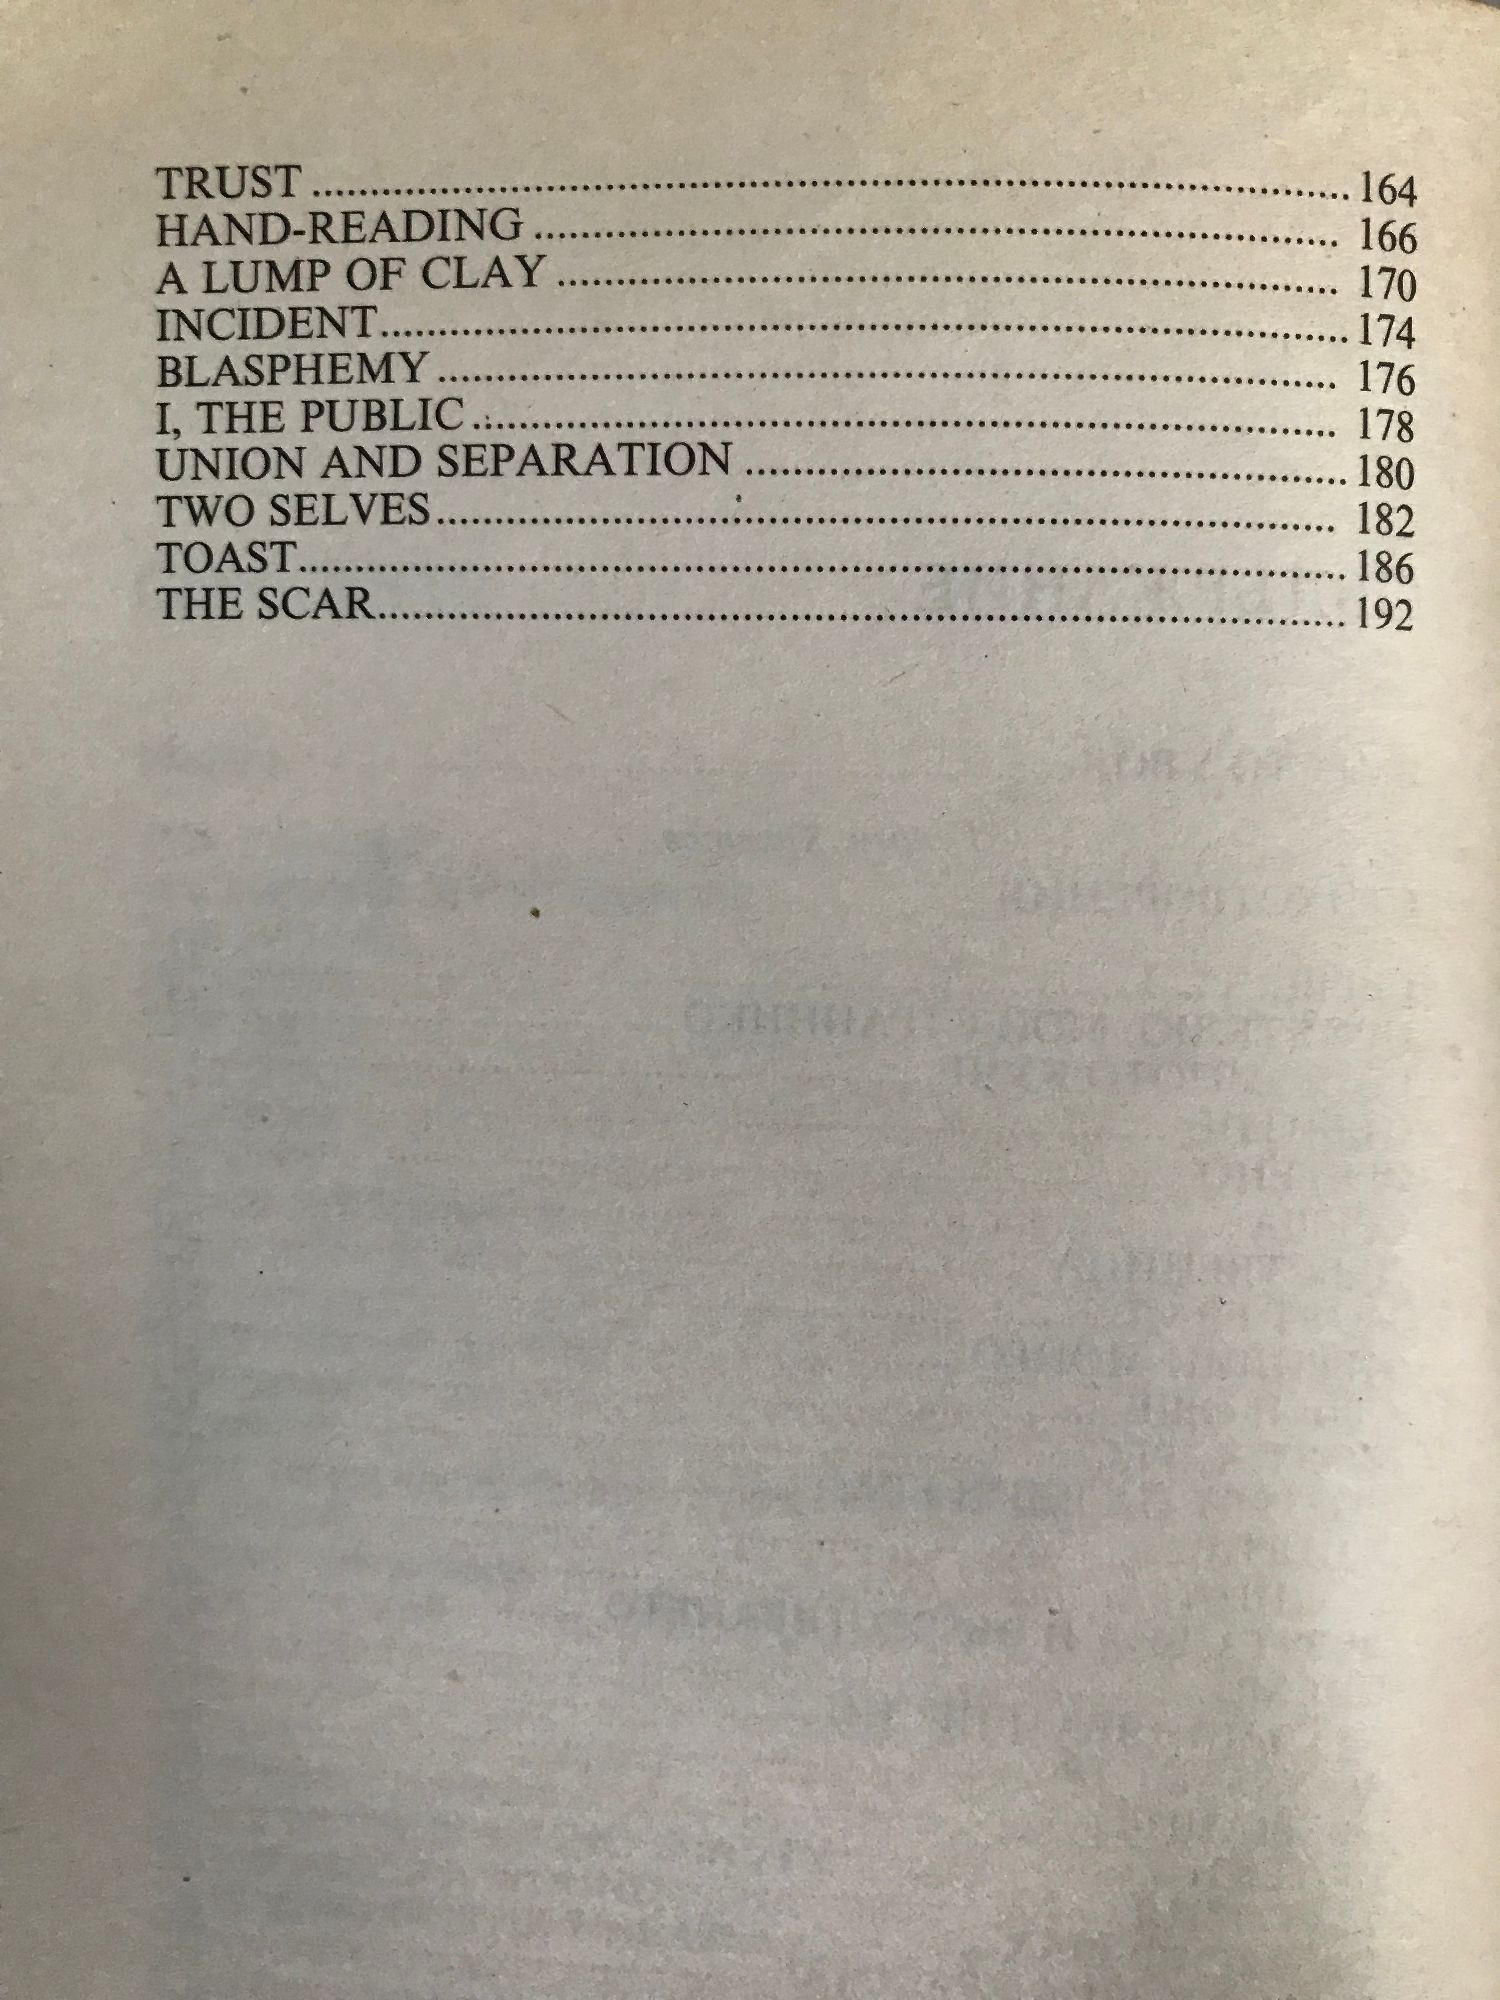 TRUST ........ 164
HAND-READING ........ 166
A LUMP OF CLAY ........ 170
INCIDENT ........ 174
BLASPHEMY ........ 176
I, THE PUBLIC ........ 178
UNION AND SEPARATION ........ 180
TWO SELVES ........ 182
TOAST ........ 186
THE SCAR ........ 192